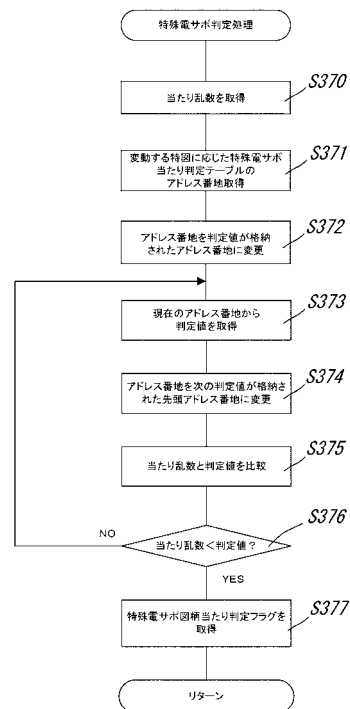 特殊電サポ判定処理
S370
当たり乱数を取得
S371
変動する特図に応じた特殊電サポ
当たり判定テーブルの
アドレス番地取得
S372
アドレス番地を判定値が格納
されたアドレス番地に変更
S373
現在のアドレス番地から
判定値を取得
S374
アドレス番地を次の判定値が格納さ
れた先頭アドレス番地に変更
S375
当たり乱数と判定値を比較
S376
NO
当たり乱数<判定値?
YES
S377
特殊電サポ図柄当たり判定フラグを
取得
リターン